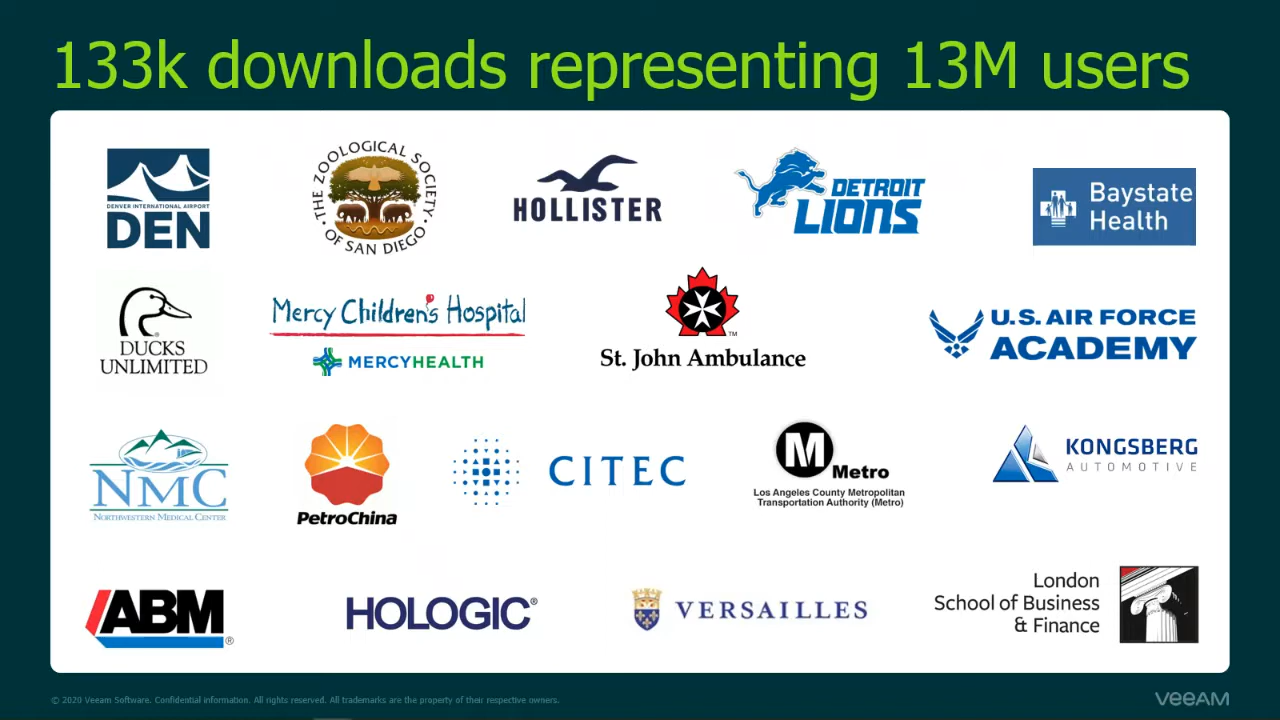 133k downloads representing 13M users
DENVER INTERNATIONAL AIRPORT
DEN
THE ZOOLOGICAL SOCIETY
OF SAN DIEGO
HOLLISTER
DETROIT
LIONS
Baystate
Health
DUCKS
UNLIMITED
Mercy Children's Hospital
MERCYHEALTH
St. John Ambulance
TM
U.S. AIR FORCE
ACADEMY
NMC
NORTHWESTERN MEDICAL CENTER
PetroChina
CITEC
M
Metro
Los Angeles County Metropolitan
Transportation Authority (Metro)
KONGSBERG
AUTOMOTIVE
ABM®
HOLOGIC®
VERSAILLES
London
School of Business
& Finance
© 2020 Veeam Software. Confidential information. All rights reserved. All trademarks are the property of their respective owners.
VEEAM